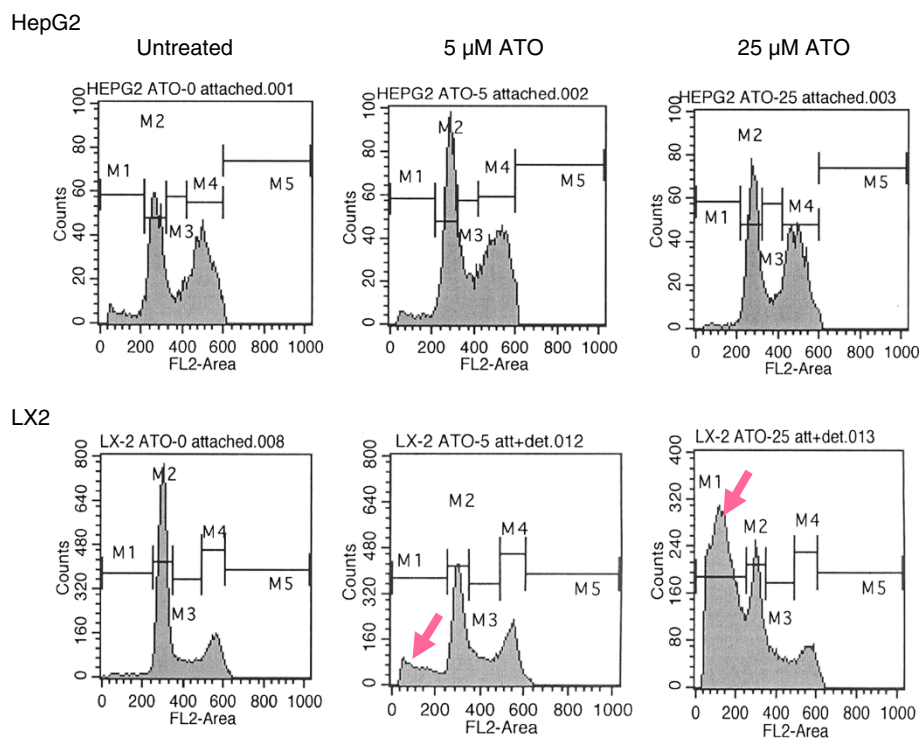 HepG2
Untreated
5 µM ATO
25 µM ATO
HEPG2 ATO-0 attached.001
Counts
100
80
60
40
20
0
M1
M2
M3
M4
M5
0 200 400 600 800 1000
FL2-Area
HEPG2 ATO-5 attached.002
Counts
100
80
60
40
20
0
M1
M2
M3
M4
M5
0 200 400 600 800 1000
FL2-Area
HEPG2 ATO-25 attached.003
Counts
100
80
60
40
20
0
M1
M2
M3
M4
M5
0 200 400 600 800 1000
FL2-Area
LX2
LX-2 ATO-0 attached.008
Counts
800
640
480
320
160
0
M1
M2
M3
M4
M5
0 200 400 600 800 1000
FL2-Area
LX-2 ATO-5 att+det.012
Counts
800
640
480
320
160
0
M1
M2
M3
M4
M5
0 200 400 600 800 1000
FL2-Area
LX-2 ATO-25 att+det.013
Counts
400
320
240
160
80
0
M1
M2
M3
M4
M5
0 200 400 600 800 1000
FL2-Area